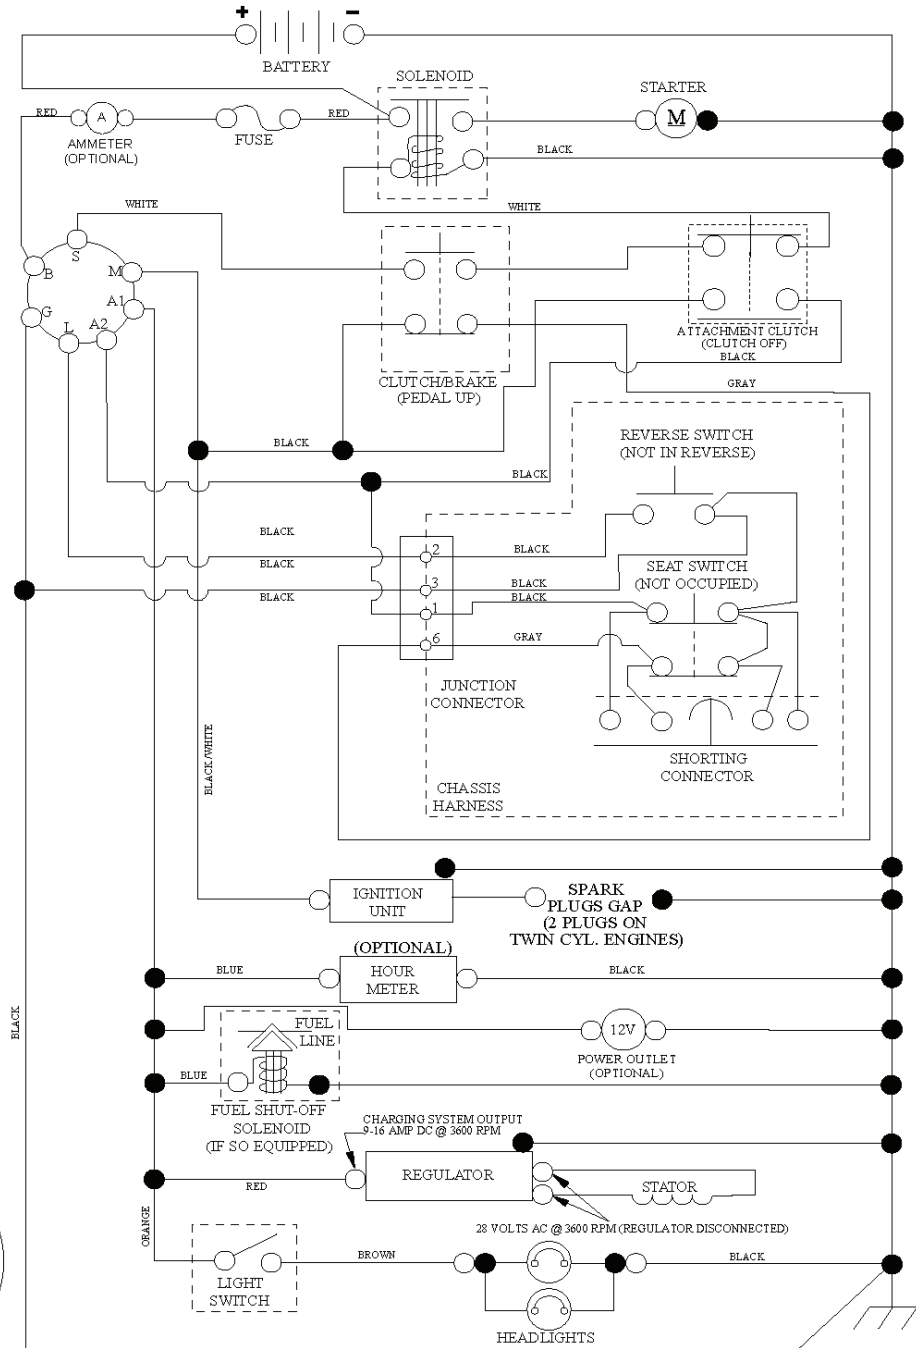 + −
BATTERY
SOLENOID
STARTER
RED
A
RED
M
FUSE
AMMETER
(OPTIONAL)
BLACK
WHITE
WHITE
S
B
M
A1
G
L
A2
ATTACHMENT CLUTCH
(CLUTCH OFF)
BLACK
CLUTCH/BRAKE
(PEDAL UP)
GRAY
BLACK
REVERSE SWITCH
(NOT IN REVERSE)
BLACK
BLACK
2
BLACK
BLACK
SEAT SWITCH
(NOT OCCUPIED)
3
BLACK
BLACK
BLACK
1
6
GRAY
JUNCTION
CONNECTOR
BLACK/WHITE
SHORTING
CONNECTOR
CHASSIS
HARNESS
IGNITION
UNIT
SPARK
PLUGS GAP
(2 PLUGS ON
TWIN CYL. ENGINES)
(OPTIONAL)
BLUE
HOUR
METER
BLACK
BLACK
FUEL
LINE
12V
POWER OUTLET
(OPTIONAL)
BLUE
FUEL SHUT-OFF
SOLENOID
(IF SO EQUIPPED)
CHARGING SYSTEM OUTPUT
9-16 AMP DC @ 3600 RPM
REGULATOR
RED
STATOR
ORANGE
28 VOLTS AC @ 3600 RPM (REGULATOR DISCONNECTED)
BROWN
BLACK
LIGHT
SWITCH
HEADLIGHTS